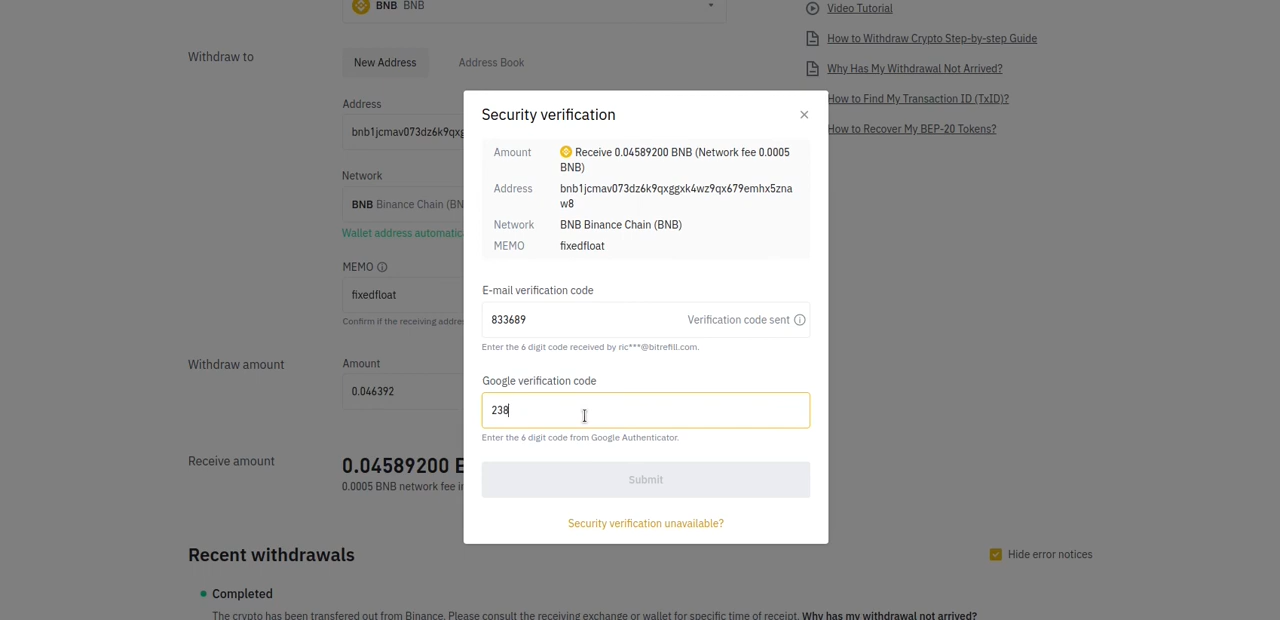 BNB BNB
Video Tutorial
How to Withdraw Crypto Step-by-step Guide
Why Has My Withdrawal Not Arrived?
How to Find My Transaction ID (TxID)?
How to Recover My BEP-20 Tokens?
Withdraw to
New Address
Address Book
Address
bnb1jcmav073dz6k9qxg
Network
BNB Binance Chain (BN
Wallet address automatic
MEMO
fixedfloat
Confirm if the receiving addre
Withdraw amount
Amount
0.046392
Receive amount
0.04589200 B
0.0005 BNB network fee in
Security verification
Amount
Receive 0.04589200 BNB (Network fee 0.0005
BNB)
Address
bnb1jcmav073dz6k9qxggxk4wz9qx679emhx5zna
w8
Network
BNB Binance Chain (BNB)
MEMO
fixedfloat
E-mail verification code
833689
Verification code sent
Enter the 6 digit code received by ric***@bitrefill.com.
Google verification code
238
Enter the 6 digit code from Google Authenticator.
Submit
Security verification unavailable?
Recent withdrawals
Hide error notices
Completed
The crypto has been transfered out from Binance. Please consult the receiving exchange or wallet for specific time of receipt. Why has my withdrawal not arrived?